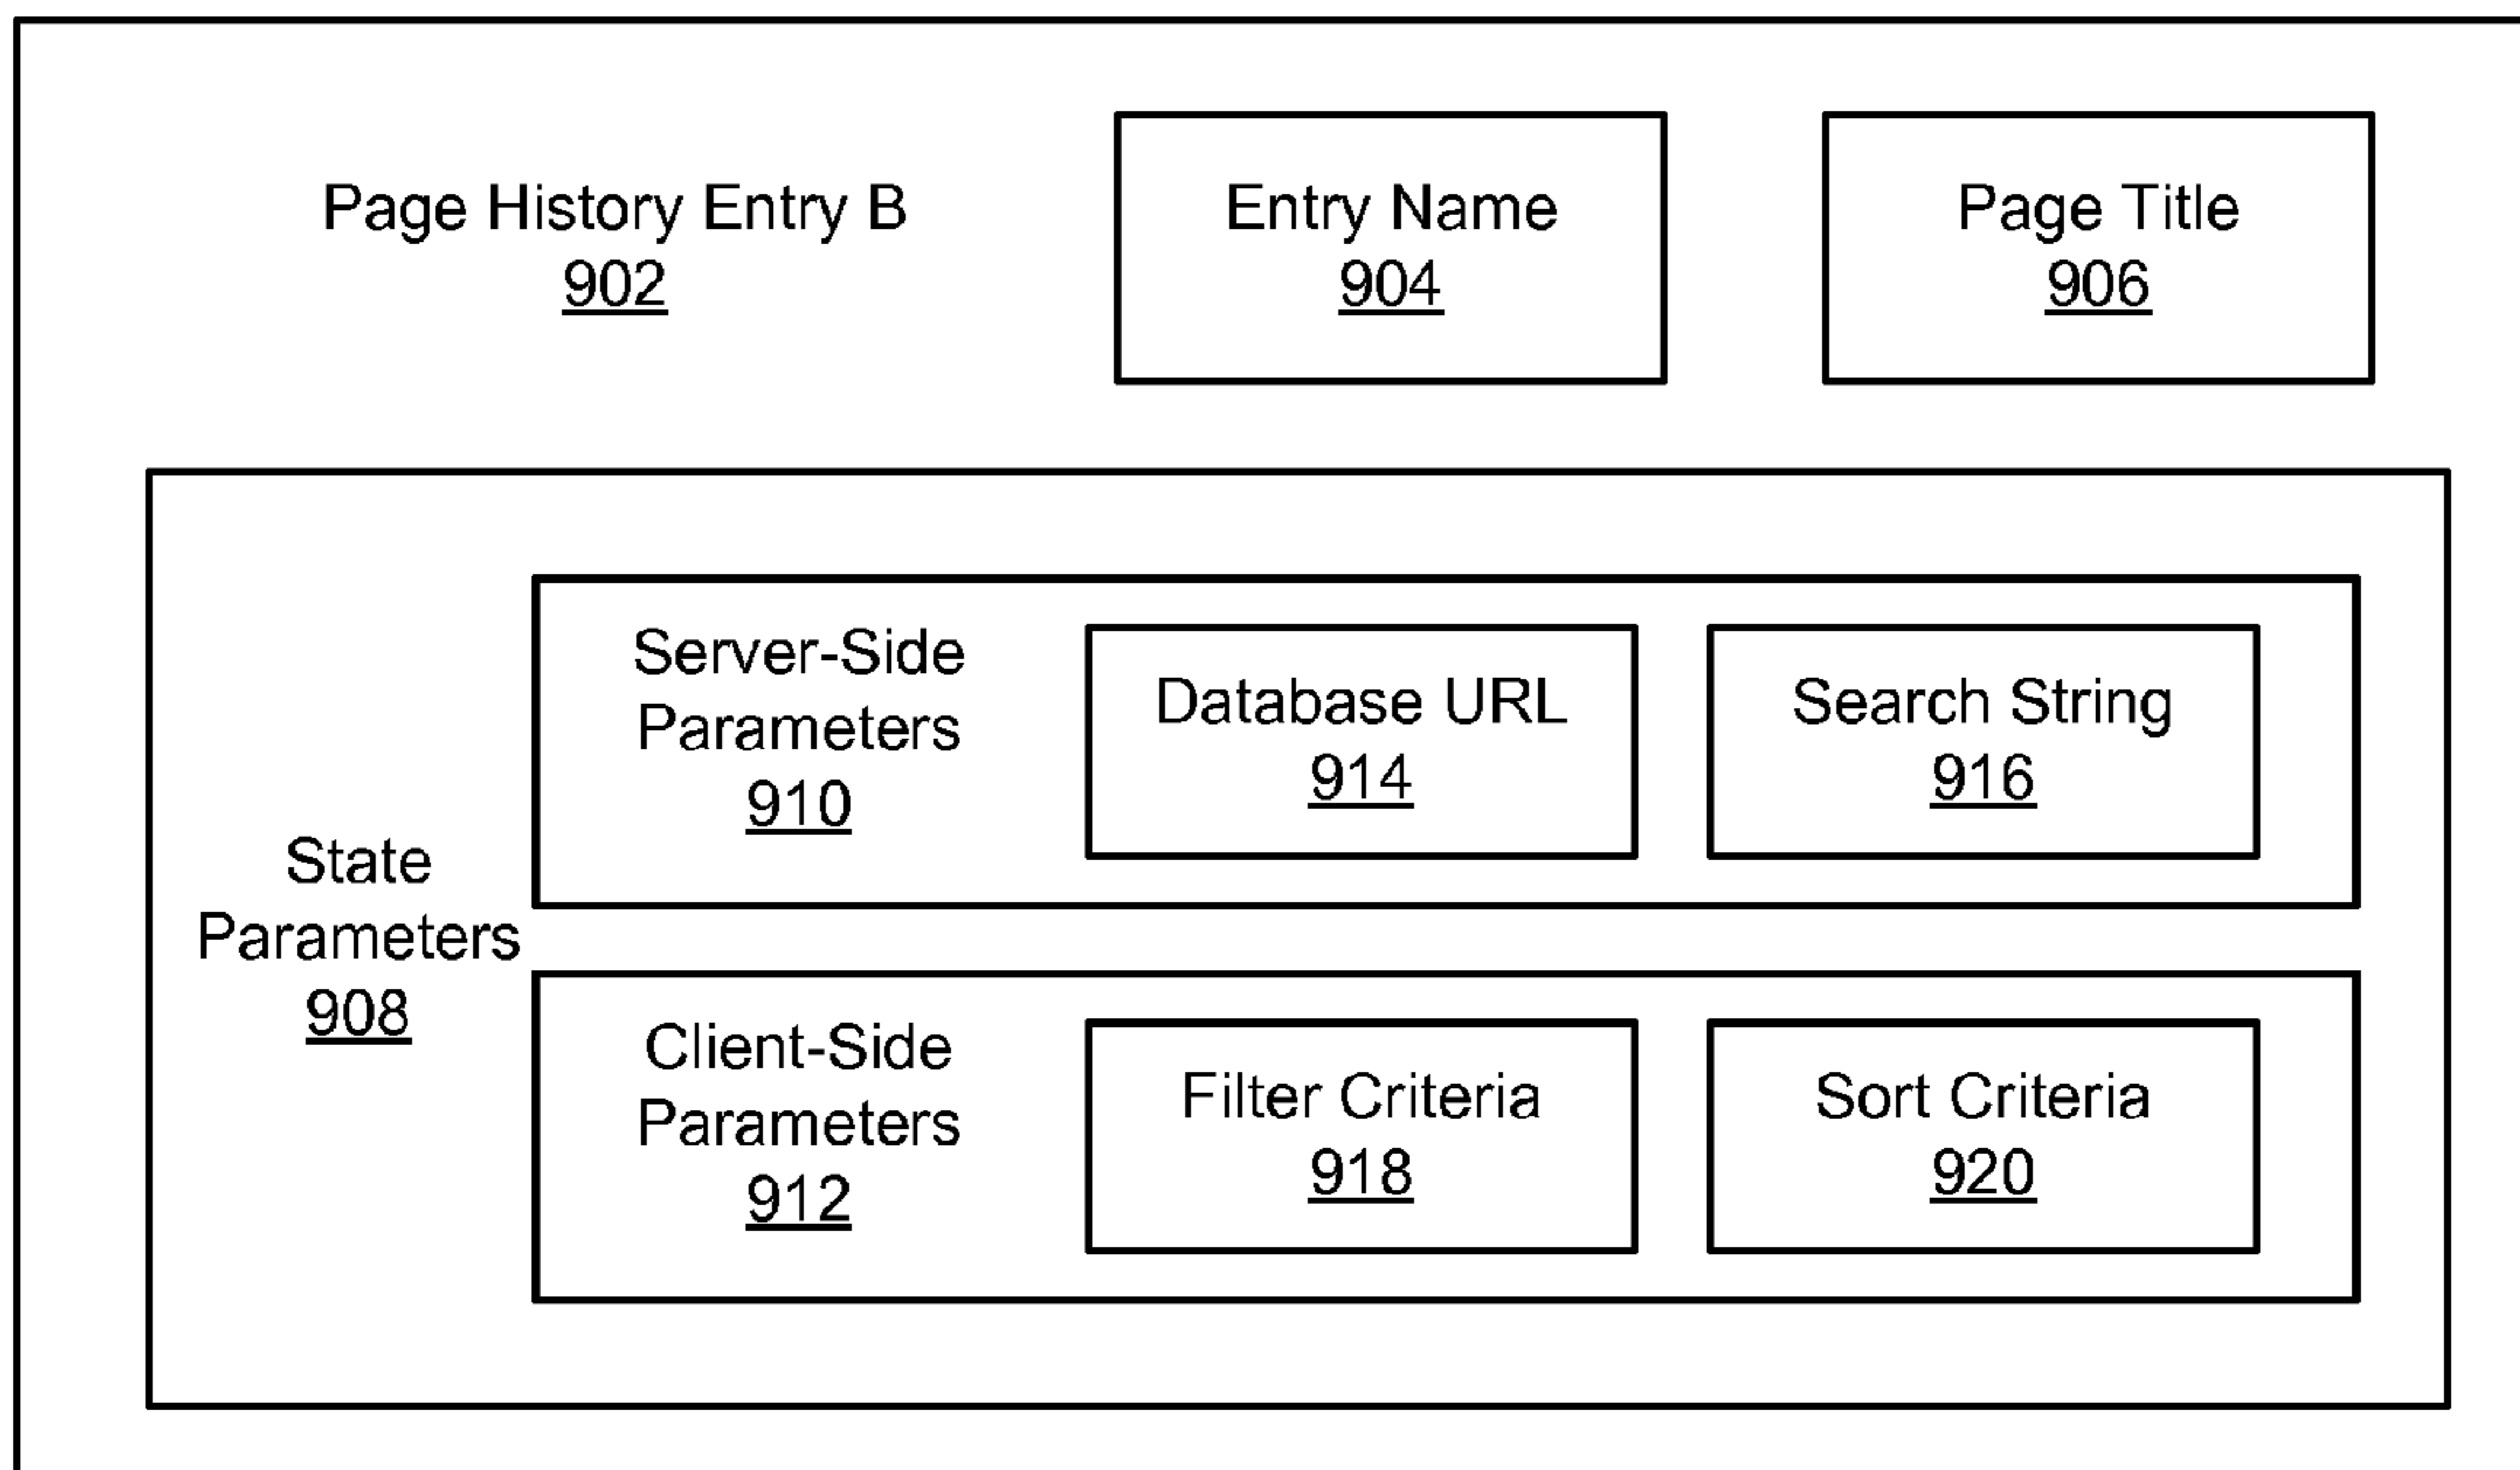 Page History Entry B
902
Entry Name
904
Page Title
906
State
Parameters
908
Server-Side
Parameters
910
Database URL
914
Search String
916
Client-Side
Parameters
912
Filter Criteria
918
Sort Criteria
920